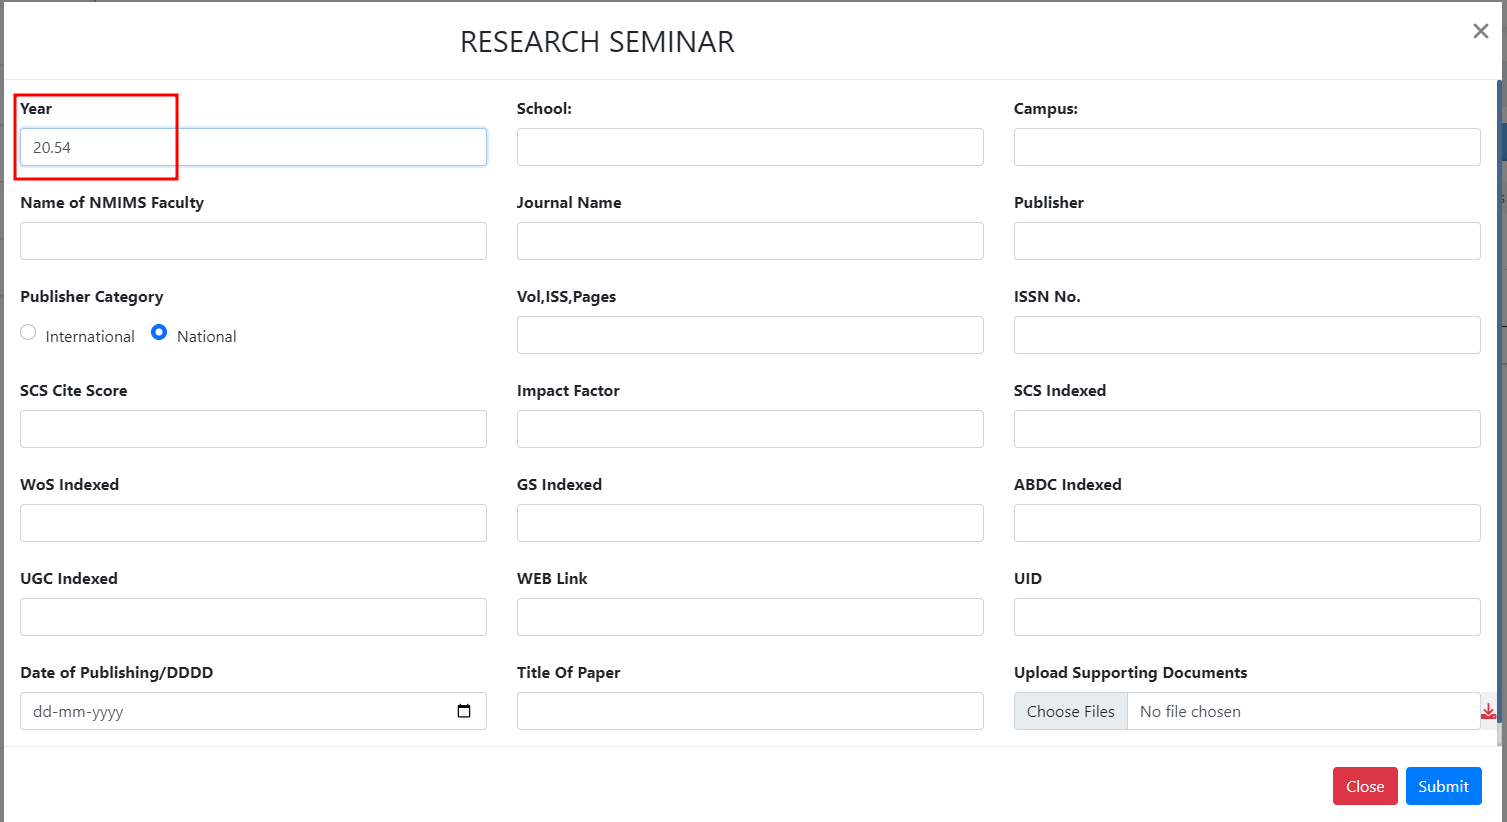 RESEARCH SEMINAR
Year School: Campus:
20.54
Name of NMIMS Faculty Journal Name Publisher
Publisher Category Vol,ISS,Pages ISSN No.
International National
SCS Cite Score Impact Factor SCS Indexed
WoS Indexed GS Indexed ABDC Indexed
UGC Indexed WEB Link UID
Date of Publishing/DDDD Title Of Paper Upload Supporting Documents
dd-mm-yyyy Choose Files No file chosen
Close Submit